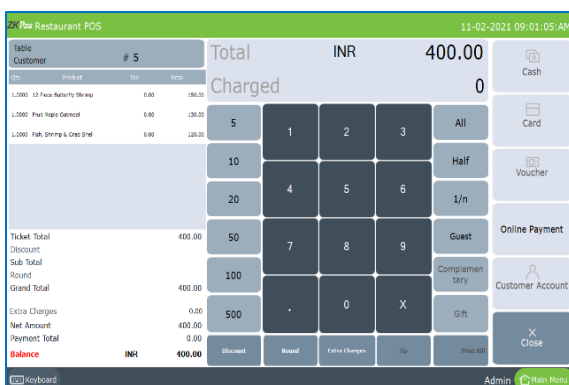 ZKPos Restaurant POS 11-02-2021 09:01:05 AM
Table # 5
Customer
Qty Product Tax Total
1.0000 12 Piece Butterfly Shrimp 0.00 150.00
1.0000 Fruit Maple Oatmeal 0.00 130.00
1.0000 Fish, Shrimp & Crab Shell 0.00 120.00
Ticket Total 400.00
Discount
Sub Total
Round
Grand Total 400.00
Extra Charges 0.00
Net Amount 400.00
Payment Total 0.00
Balance INR 400.00
Total INR 400.00
Charged 0
5 1 2 3 All
10 Half
20 4 5 6 1/n
50 7 8 9 Guest
100 Complemen
tary
500 . 0 X Gift
Discount Round Extra Charges Tip Print Bill
Cash
Card
Voucher
Online Payment
Customer Account
Close
Keyboard Admin Main Menu